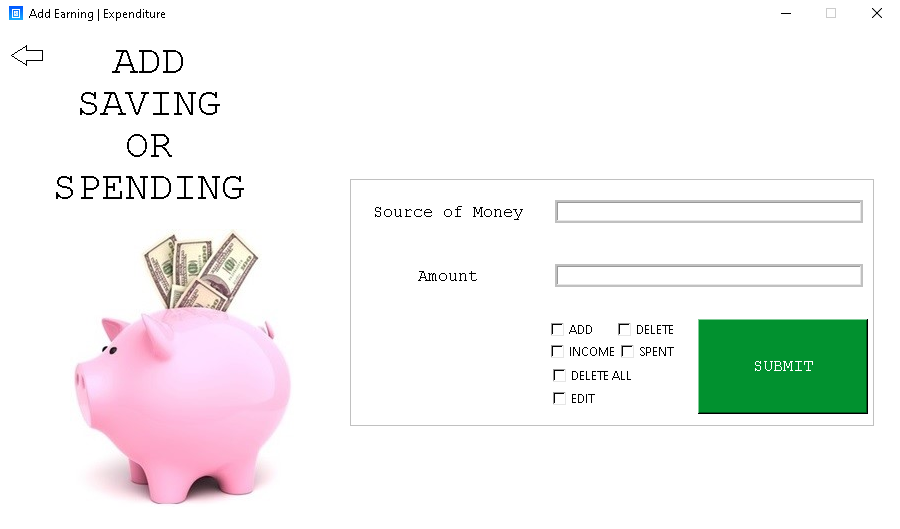 Add Earning | Expenditure
ADD
SAVING
OR
SPENDING
Source of Money
Amount
ADD DELETE
INCOME SPENT
DELETE ALL
EDIT
SUBMIT